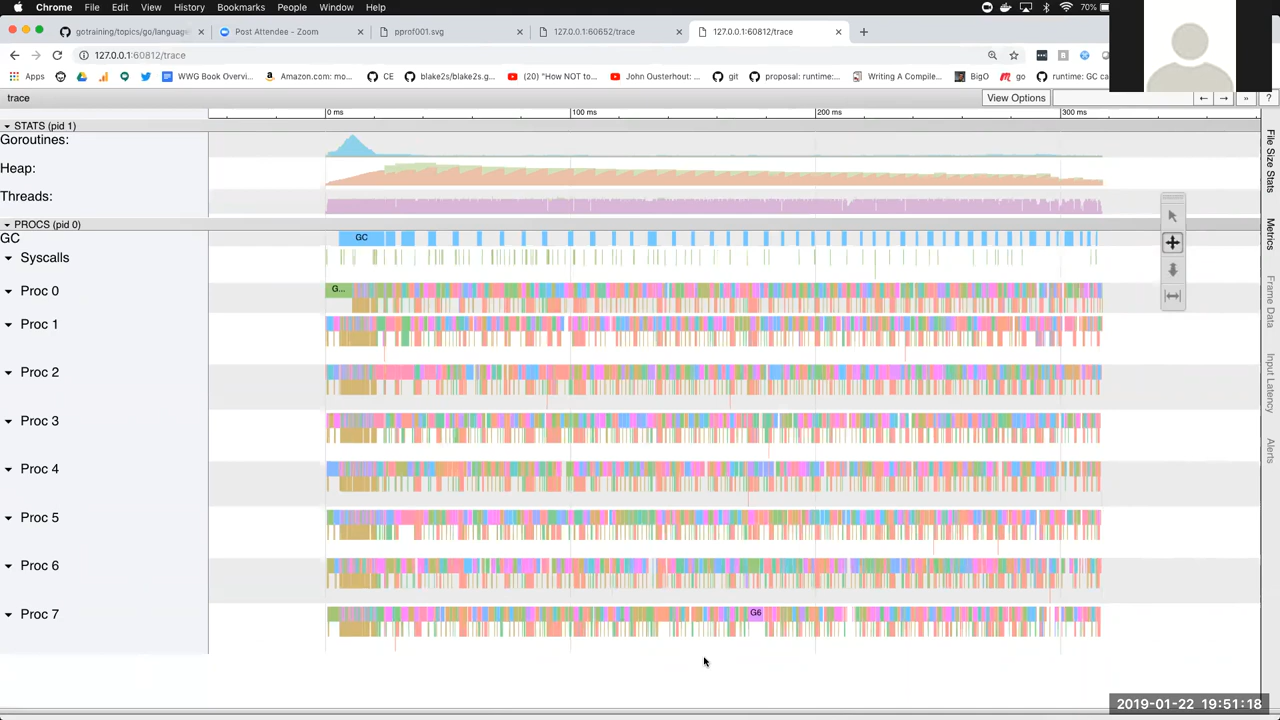 Chrome File Edit View History Bookmarks People Window Help 70%
gotraining/topics/go/languag Post Attendee - Zoom pprof001.svg 127.0.0.1:60652/trace 127.0.0.1:60812/trace
127.0.0.1:60812/trace
Apps WWG Book Overvi... Amazon.com: mo... CE blake2s/blake2s.g... (20) "How NOT to... John Ousterhout:... git proposal: runtime:... Writing A Compile... BigO go runtime: GC ca
trace View Options ← → » ?
0 ms 100 ms 200 ms 300 ms
STATS (pid 1)
Goroutines:
Heap:
Threads:
PROCS (pid 0)
GC GC
Syscalls
Proc 0 G...
Proc 1
Proc 2
Proc 3
Proc 4
Proc 5
Proc 6
Proc 7 G6
File Size Stats
Metrics
Frame Data
Input Latency
Alerts
2019-01-22 19:51:18